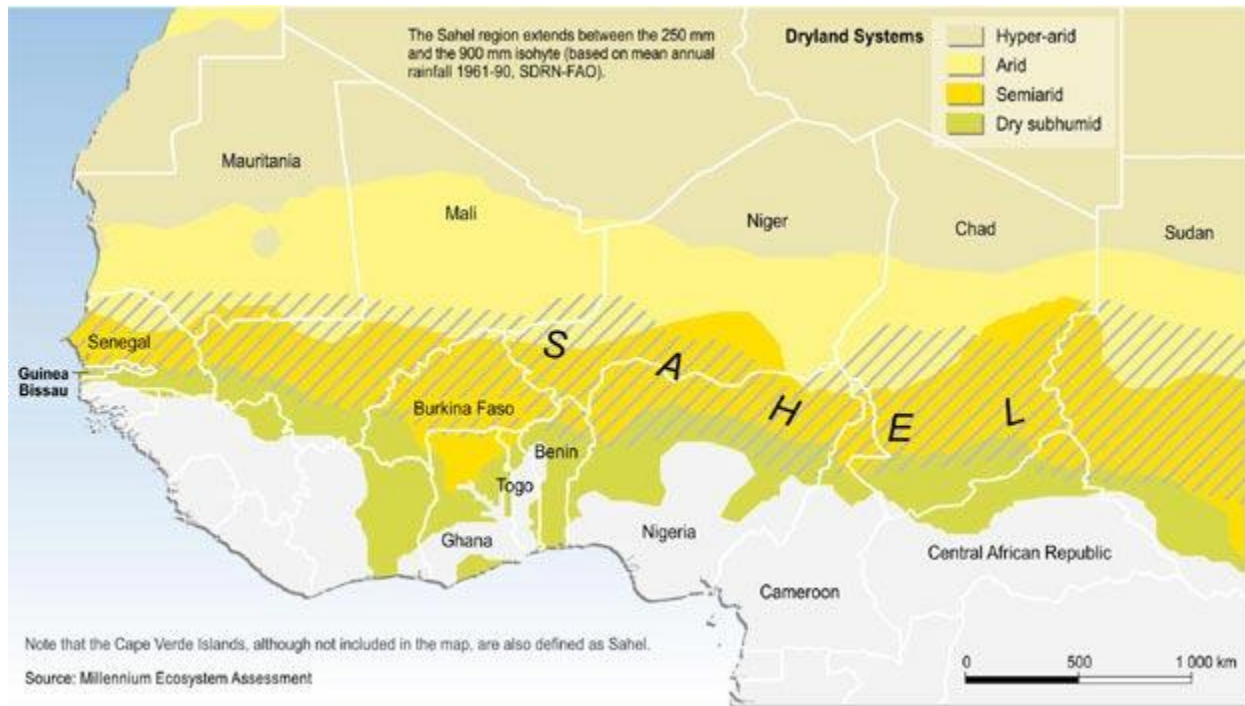 The Sahel region extends between the 250 mm
and the 900 mm isohyte (based on mean annual
rainfall 1961-90, SDRN-FAO).
Dryland Systems
Hyper-arid
Arid
Semiarid
Dry subhumid
Mauritania
Mali
Niger
Chad
Sudan
Senegal
Guinea
Bissau
S A H E L
Burkina Faso
Benin
Togo
Ghana
Nigeria
Central African Republic
Cameroon
Note that the Cape Verde Islands, although not included in the map, are also defined as Sahel.
Source: Millennium Ecosystem Assessment
0 500 1 000 km